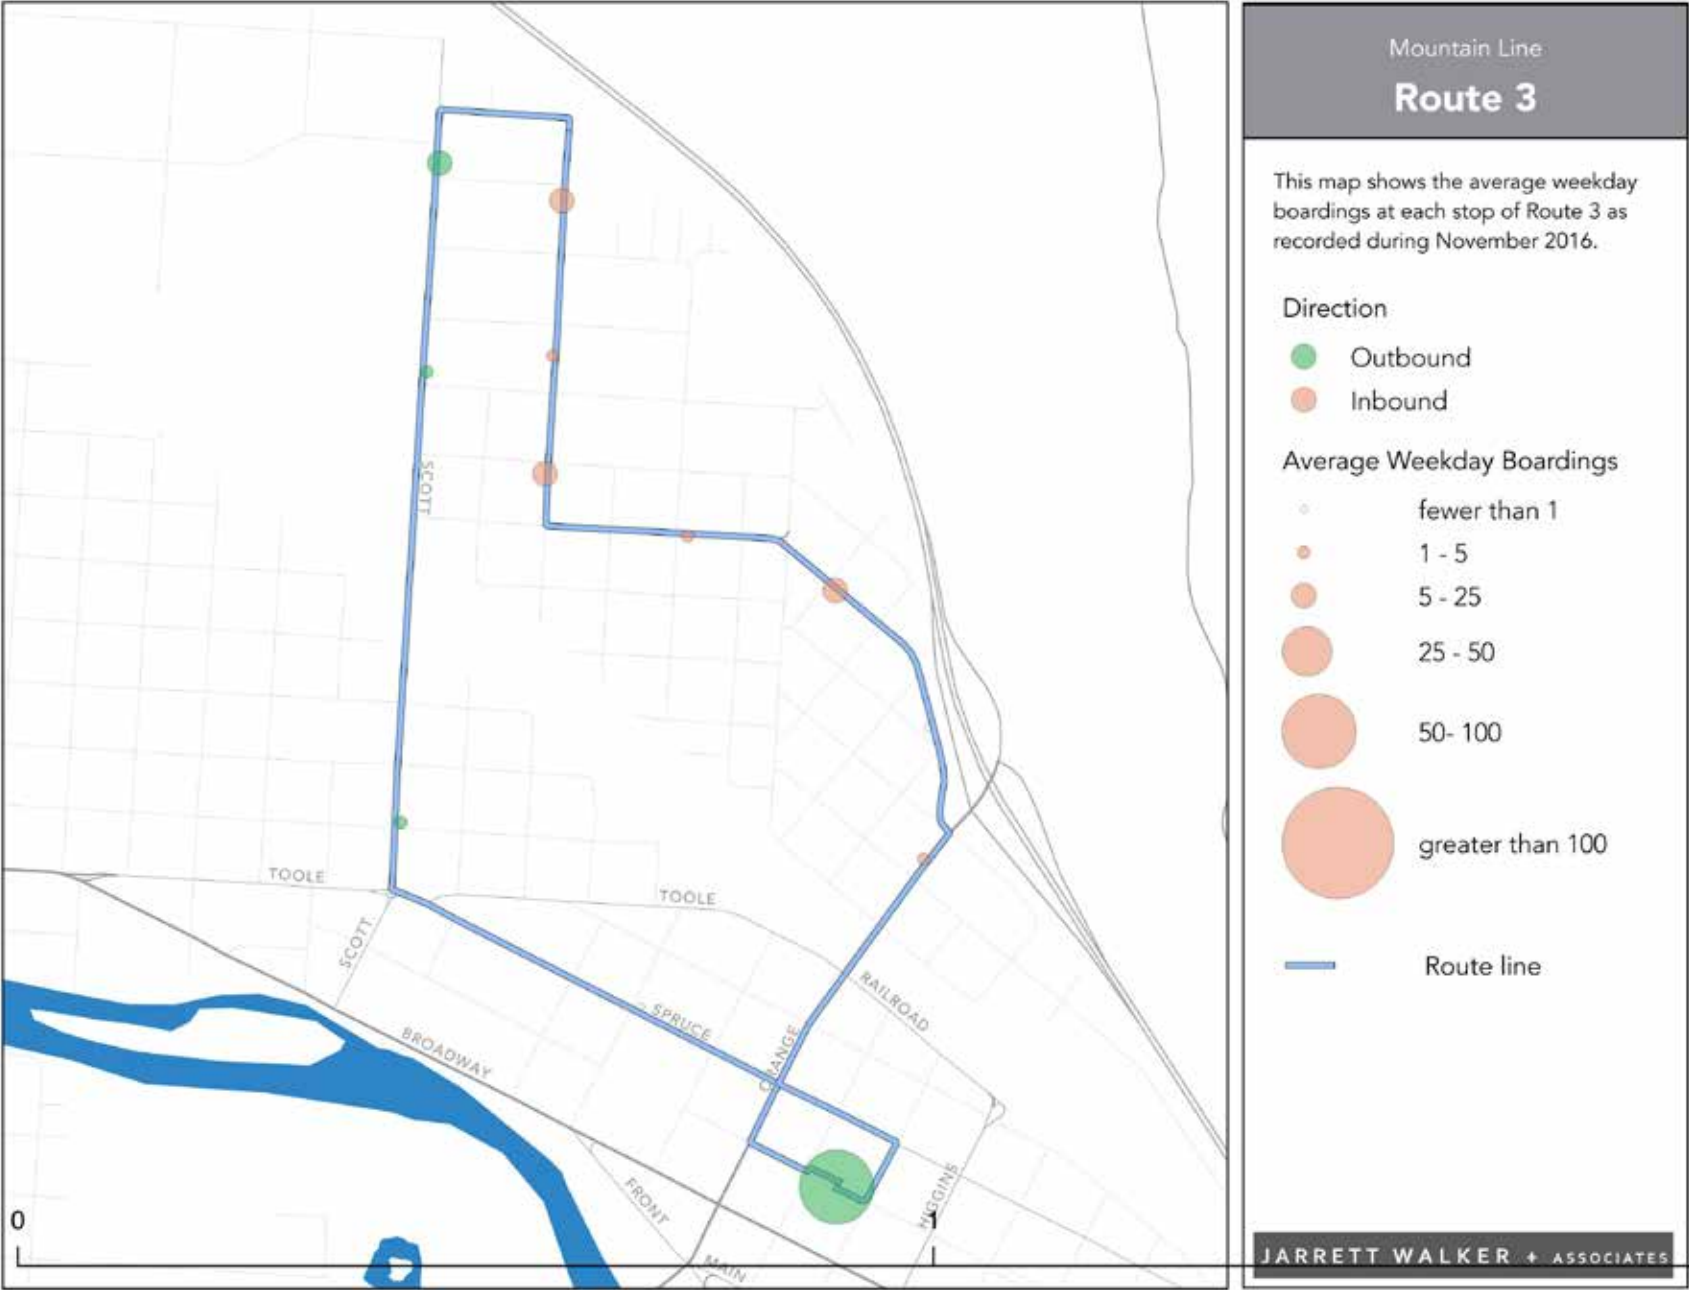 SCOTT
TOOLE
TOOLE
SCOTT
RAILROAD
SPRUCE
BROADWAY
ORANGE
HIGGINS
FRONT
MAIN
0
1
Mountain Line
Route 3
This map shows the average weekday
boardings at each stop of Route 3 as
recorded during November 2016.
Direction
Outbound
Inbound
Average Weekday Boardings
fewer than 1
1 - 5
5 - 25
25 - 50
50- 100
greater than 100
Route line
JARRETT WALKER + ASSOCIATES